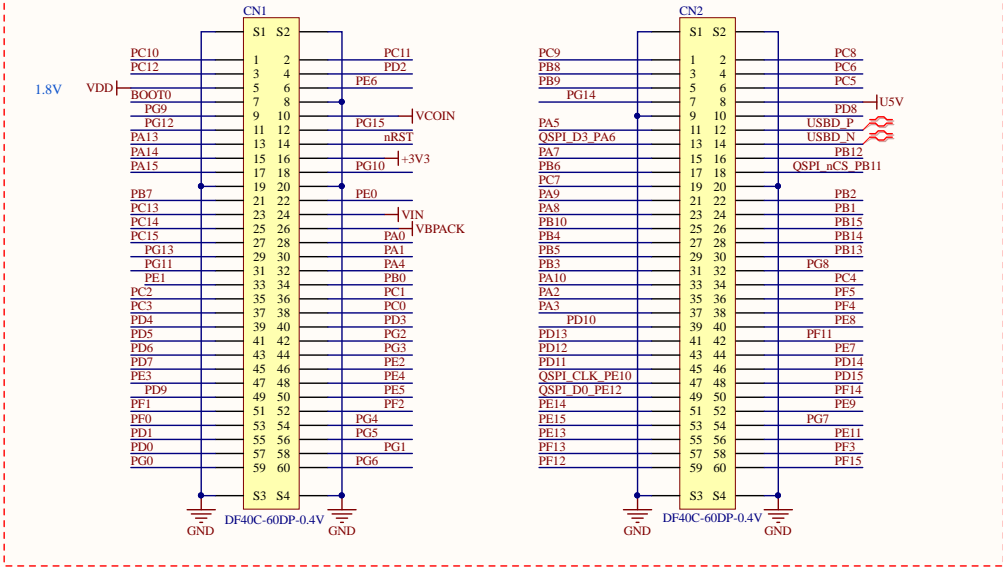 CN1
S1 S2
PC10 1 2 PC11
PC12 3 4 PD2
1.8V VDD 5 6 PE6
BOOT0 7 8
PG9 9 10 VCOIN
PG12 11 12 PG15
PA13 13 14 nRST
PA14 15 16 +3V3
PA15 17 18 PG10
19 20
PB7 21 22 PE0
PC13 23 24 VIN
PC14 25 26 VBPACK
PC15 27 28 PA0
PG13 29 30 PA1
PG11 31 32 PA4
PE1 33 34 PB0
PC2 35 36 PC1
PC3 37 38 PC0
PD4 39 40 PD3
PD5 41 42 PG2
PD6 43 44 PG3
PD7 45 46 PE2
PE3 47 48 PE4
PD9 49 50 PE5
PF1 51 52 PF2
PF0 53 54 PG4
PD1 55 56 PG5
PD0 57 58 PG1
PG0 59 60 PG6
S3 S4
DF40C-60DP-0.4V
GND GND
CN2
S1 S2
PC9 1 2 PC8
PB8 3 4 PC6
PB9 5 6 PC5
PG14 7 8 U5V
9 10 PD8
PA5 11 12 USBD_P
QSPI_D3_PA6 13 14 USBD_N
PA7 15 16 PB12
PB6 17 18 QSPI_nCS_PB11
PC7 19 20
PA9 21 22 PB2
PA8 23 24 PB1
PB10 25 26 PB15
PB4 27 28 PB14
PB5 29 30 PB13
PB3 31 32 PG8
PA10 33 34 PC4
PA2 35 36 PF5
PA3 37 38 PF4
PD10 39 40 PE8
PD13 41 42 PF11
PD12 43 44 PE7
PD11 45 46 PD14
QSPI_CLK_PE10 47 48 PD15
QSPI_D0_PE12 49 50 PF14
PE14 51 52 PE9
PE15 53 54 PG7
PE13 55 56 PE11
PF13 57 58 PF3
PF12 59 60 PF15
S3 S4
DF40C-60DP-0.4V
GND GND